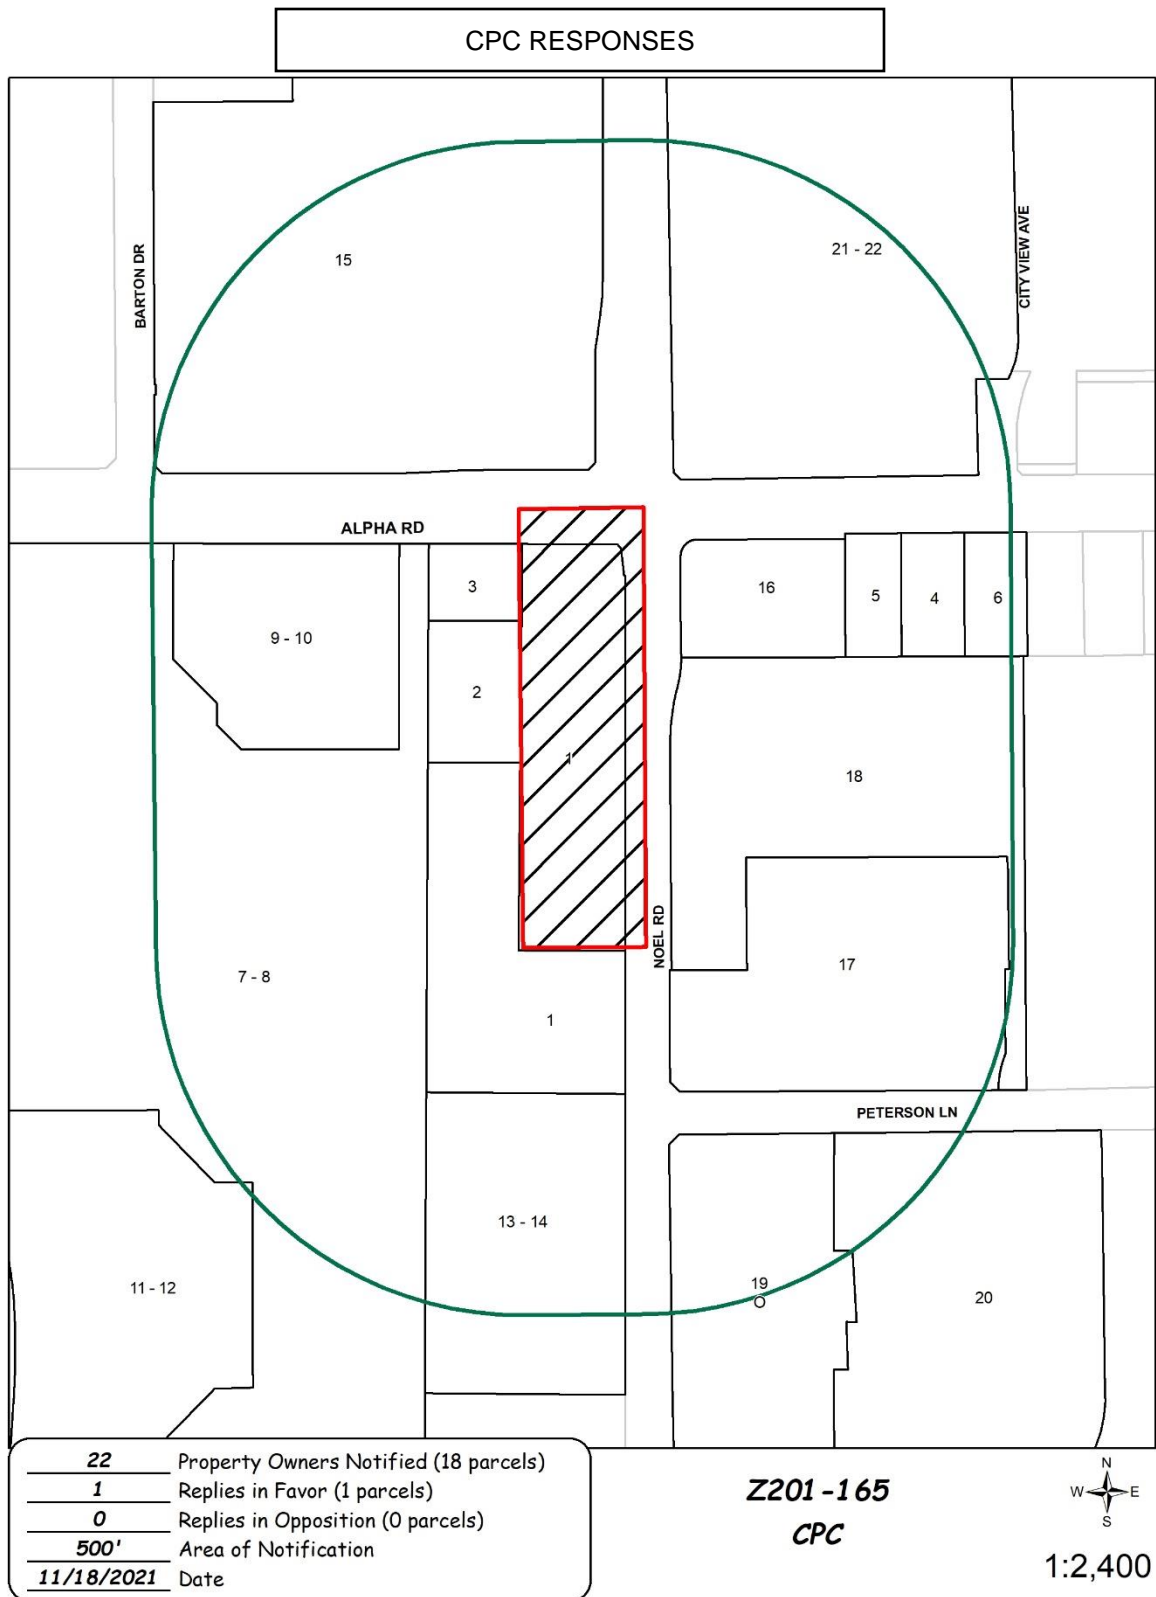 CPC RESPONSES
15
21 - 22
BARTON DR
CITY VIEW AVE
ALPHA RD
3
16
5
4
6
9 - 10
2
1
18
NOEL RD
17
7 - 8
1
PETERSON LN
13 - 14
11 - 12
19
O
20
22 Property Owners Notified (18 parcels)
1 Replies in Favor (1 parcels)
0 Replies in Opposition (0 parcels)
500' Area of Notification
11/18/2021 Date
Z201-165
CPC
N
W E
S
1:2,400